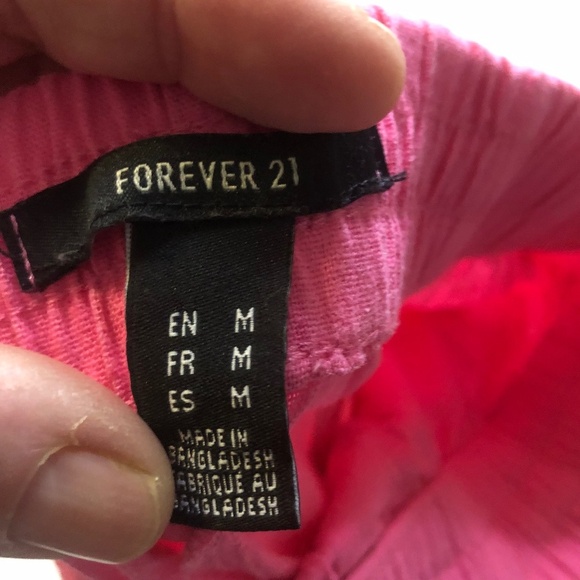 FOREVER 21
EN M
FR M
ES M
MADE IN
BANGLADESH
FABRIQUE AU
BANGLADESH